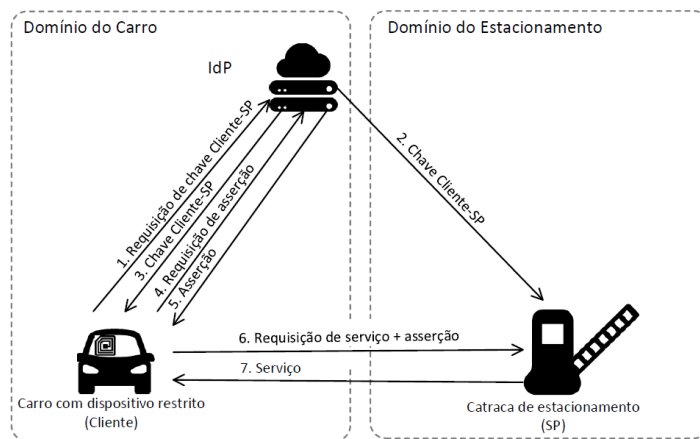 Domínio do Carro
Domínio do Estacionamento
IdP
1. Requisição de chave Cliente-SP
2. Chave Cliente-SP
3. Chave Cliente-SP
4. Requisição de asserção
5. Asserção
6. Requisição de serviço + asserção
7. Serviço
Carro com dispositivo restrito
(Cliente)
Catraca de estacionamento
(SP)